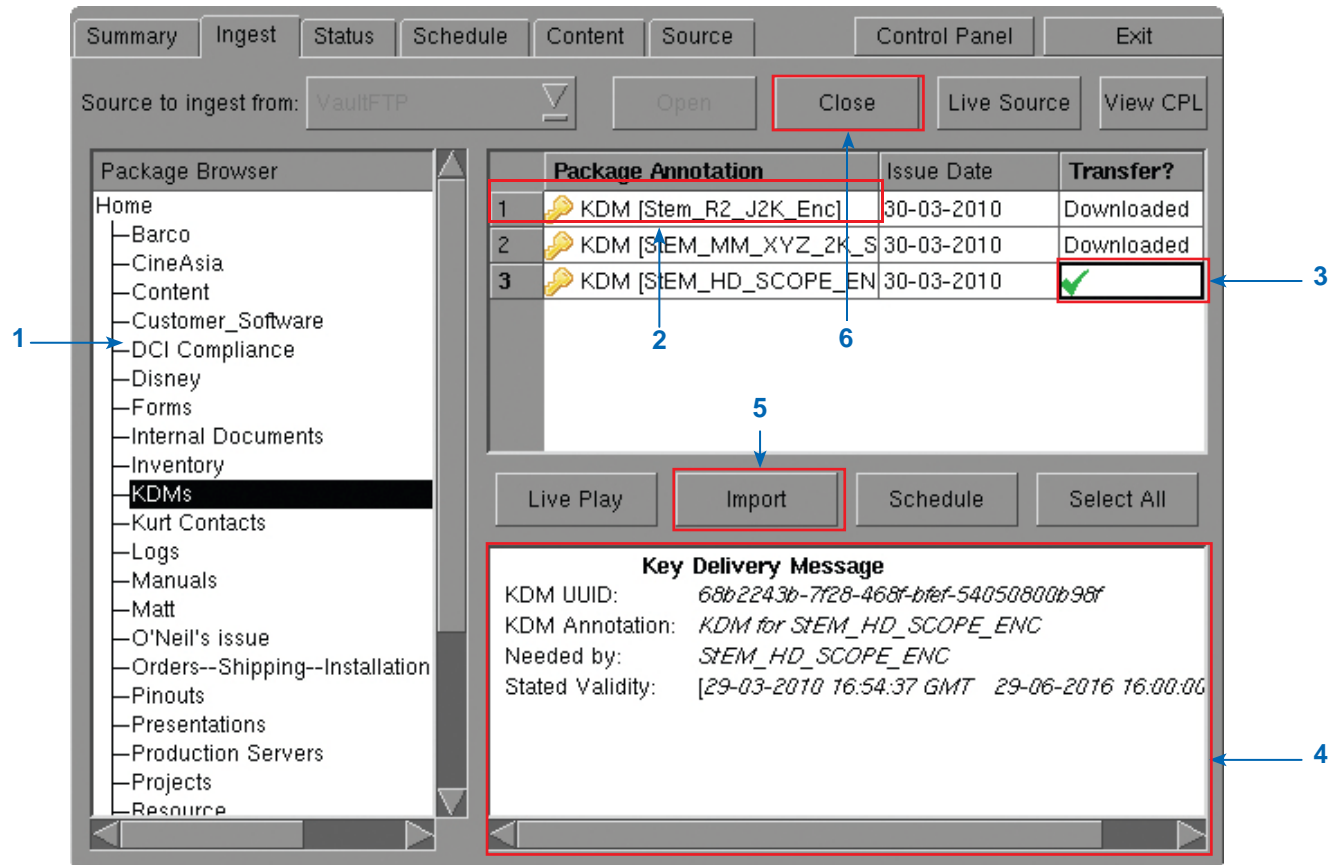 Summary Ingest Status Schedule Content Source Control Panel Exit
Source to ingest from: VaultFTP Open Close Live Source View CPL
Package Browser
Home
Barco
CineAsia
Content
Customer_Software
DCI Compliance
Disney
Forms
Internal Documents
Inventory
KDMs
Kurt Contacts
Logs
Manuals
Matt
O'Neil's issue
Orders--Shipping--Installation
Pinouts
Presentations
Production Servers
Projects
Resource
Package Annotation Issue Date Transfer?
1 KDM [Stem_R2_J2K_Enc] 30-03-2010 Downloaded
2 KDM [StEM_MM_XYZ_2K_S 30-03-2010 Downloaded
3 KDM [StEM_HD_SCOPE_EN 30-03-2010
Live Play Import Schedule Select All
Key Delivery Message
KDM UUID: 68b2243b-7f28-468f-bfef-54050800b98f
KDM Annotation: KDM for StEM_HD_SCOPE_ENC
Needed by: StEM_HD_SCOPE_ENC
Stated Validity: [29-03-2010 16:54:37 GMT 29-06-2016 16:00:00
1
2
6
3
5
4